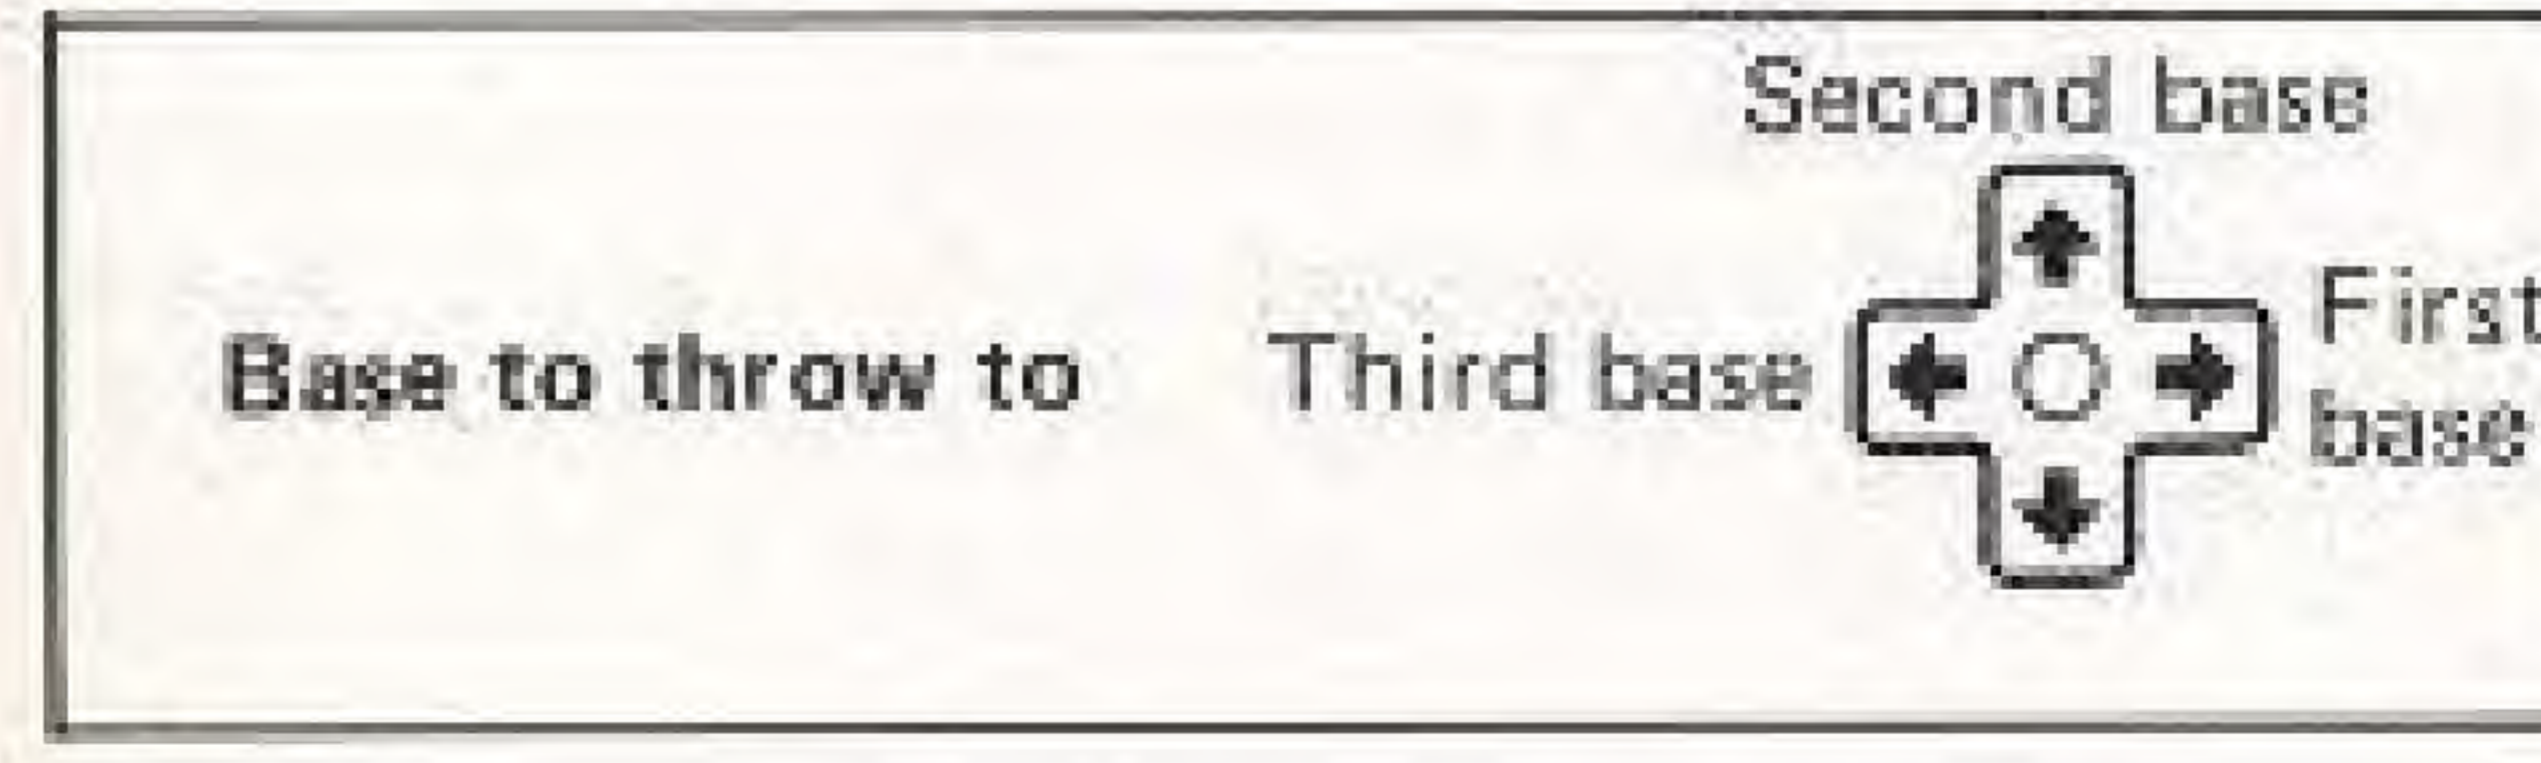 Second base
Base to throw to
Third base
First
base